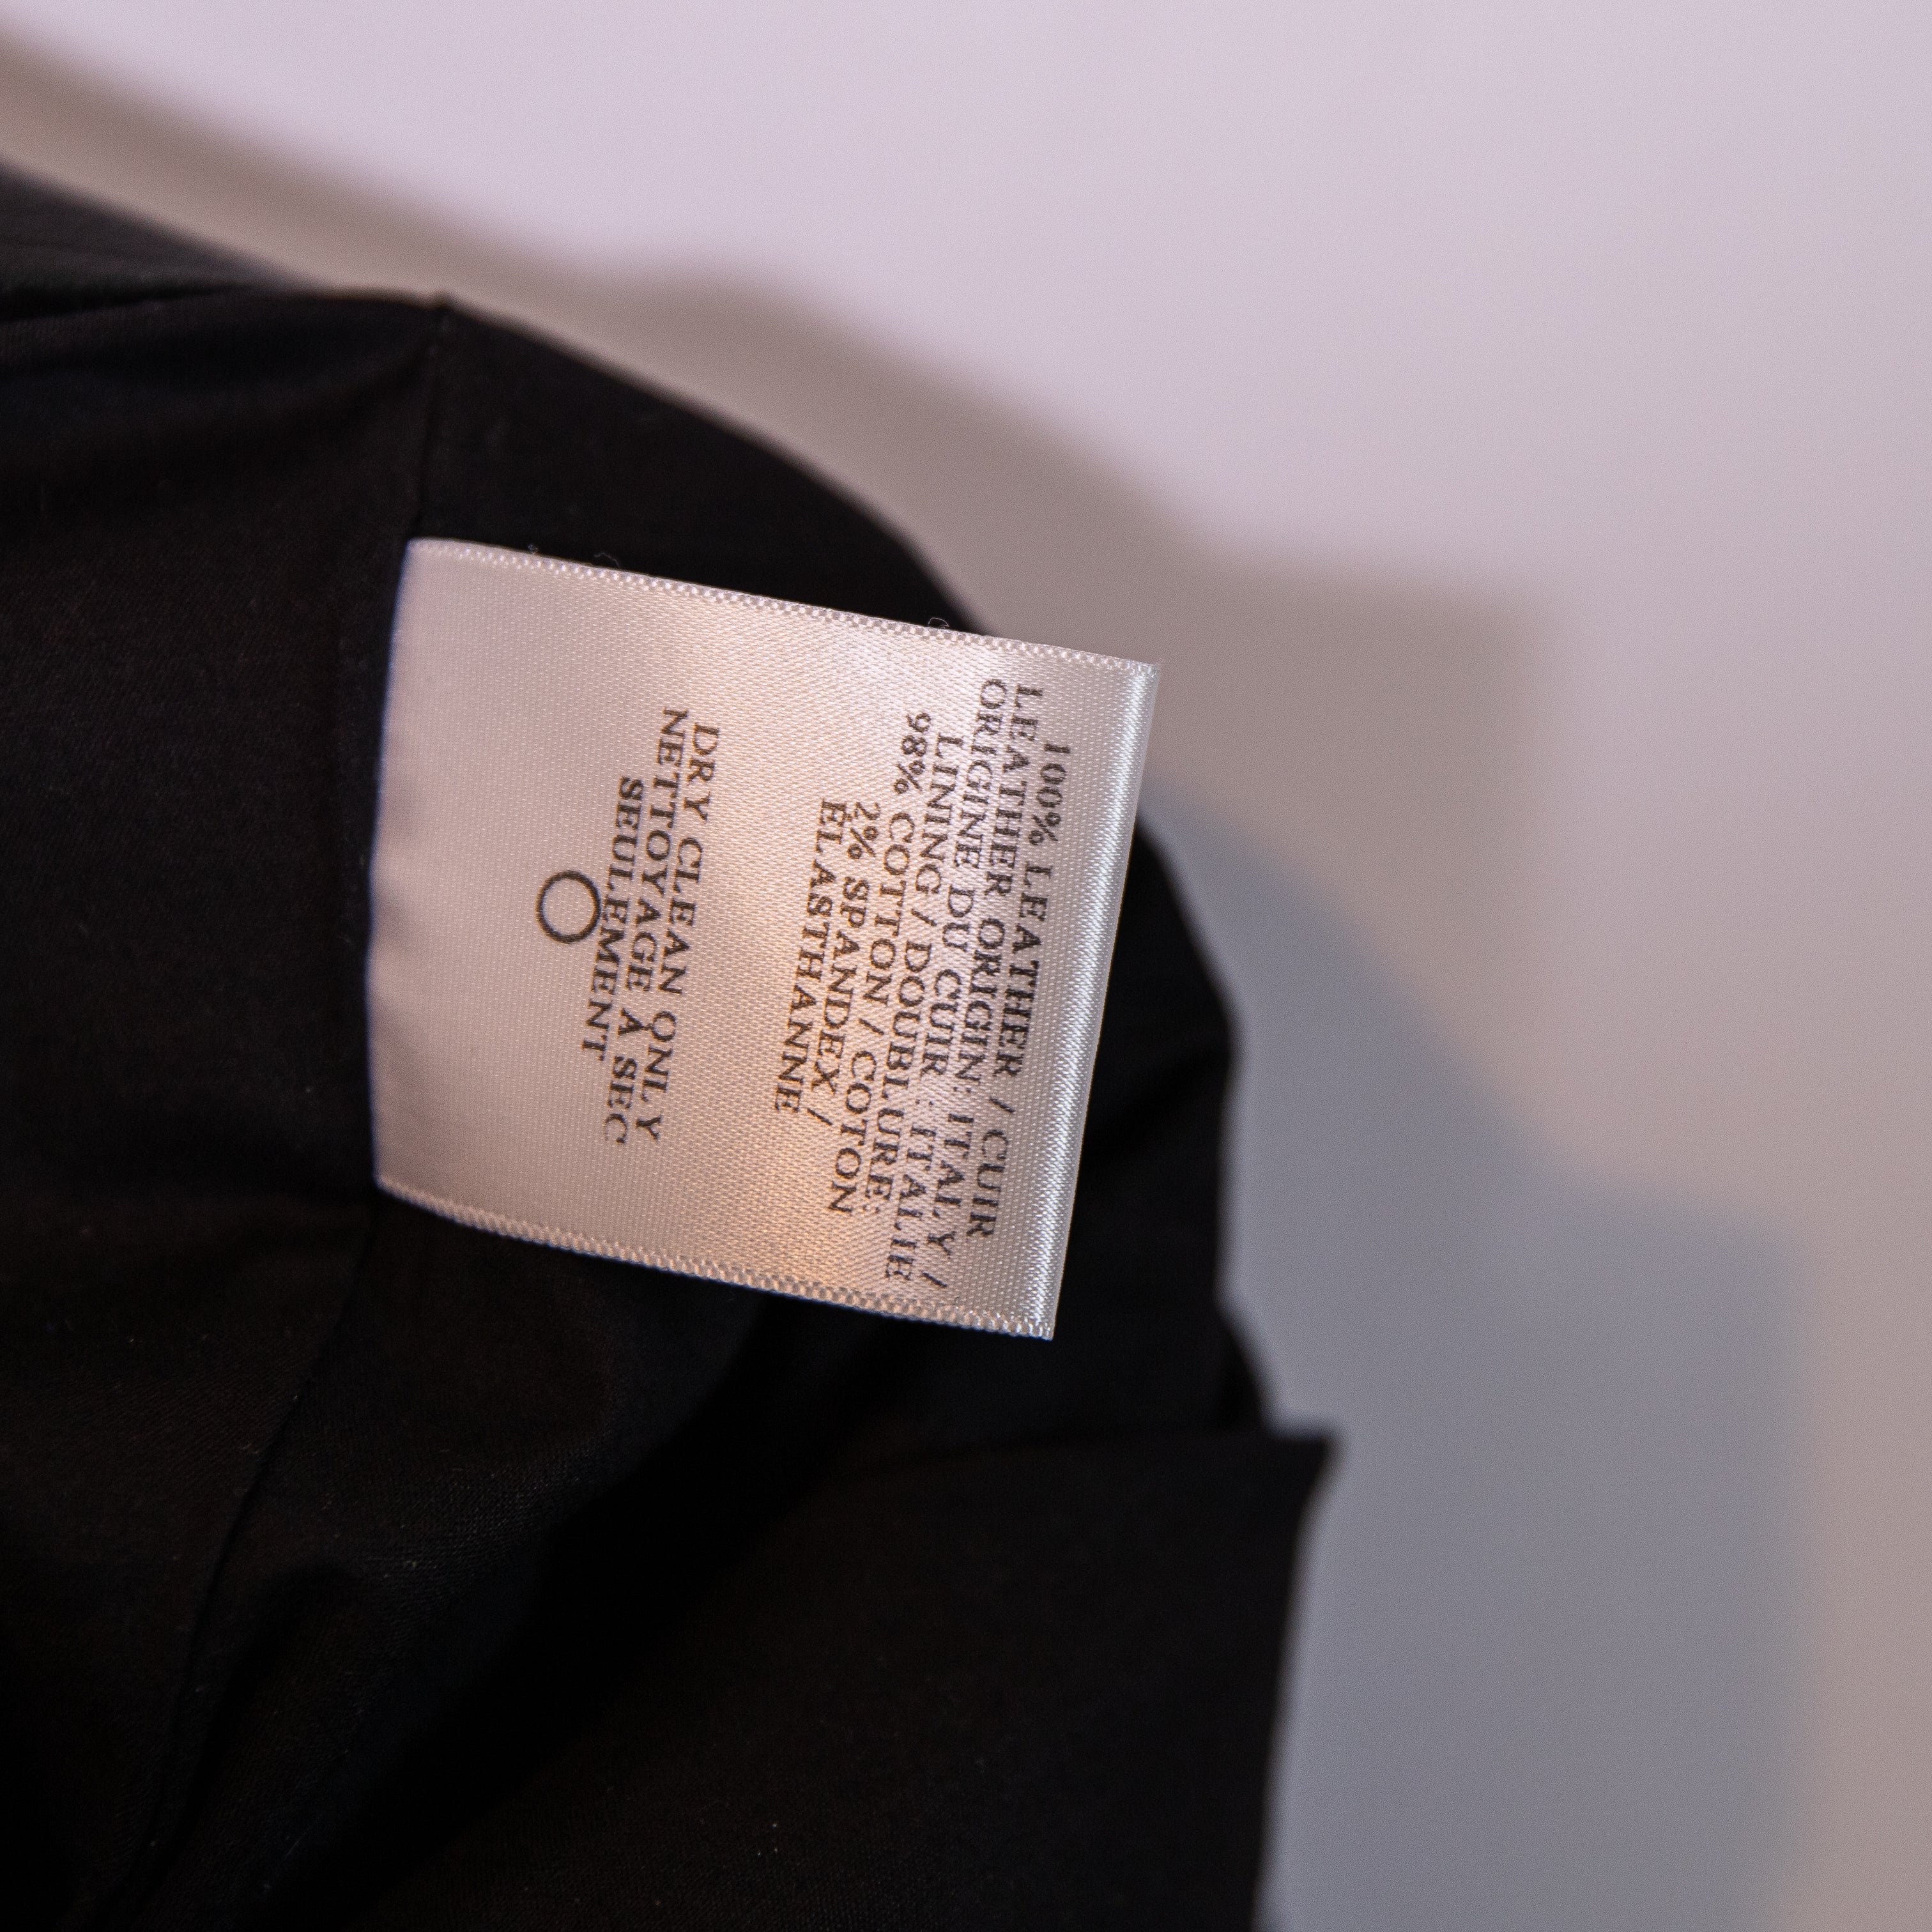 100% LEATHER / CUIR
LEATHER ORIGIN: ITALY /
ORIGINE DU CUIR : ITALIE
LINING / DOUBLURE:
98% COTTON / COTON
2% SPANDEX /
ÉLASTHANNE
DRY CLEAN ONLY
NETTOYAGE À SEC
SEULEMENT